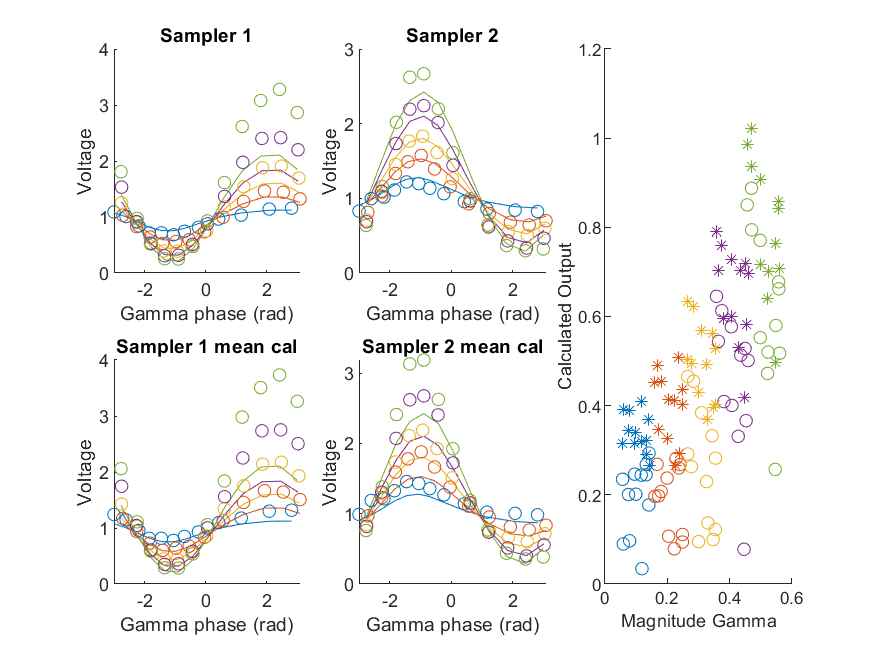 Sampler 1
4
3
2
1
0
Voltage
-2 0 2
Gamma phase (rad)
Sampler 2
3
2
1
0
Voltage
-2 0 2
Gamma phase (rad)
Sampler 1 mean cal
4
3
2
1
0
Voltage
-2 0 2
Gamma phase (rad)
Sampler 2 mean cal
3
2
1
0
Voltage
-2 0 2
Gamma phase (rad)
1.2
1
0.8
0.6
0.4
0.2
0
Calculated Output
0 0.2 0.4 0.6
Magnitude Gamma